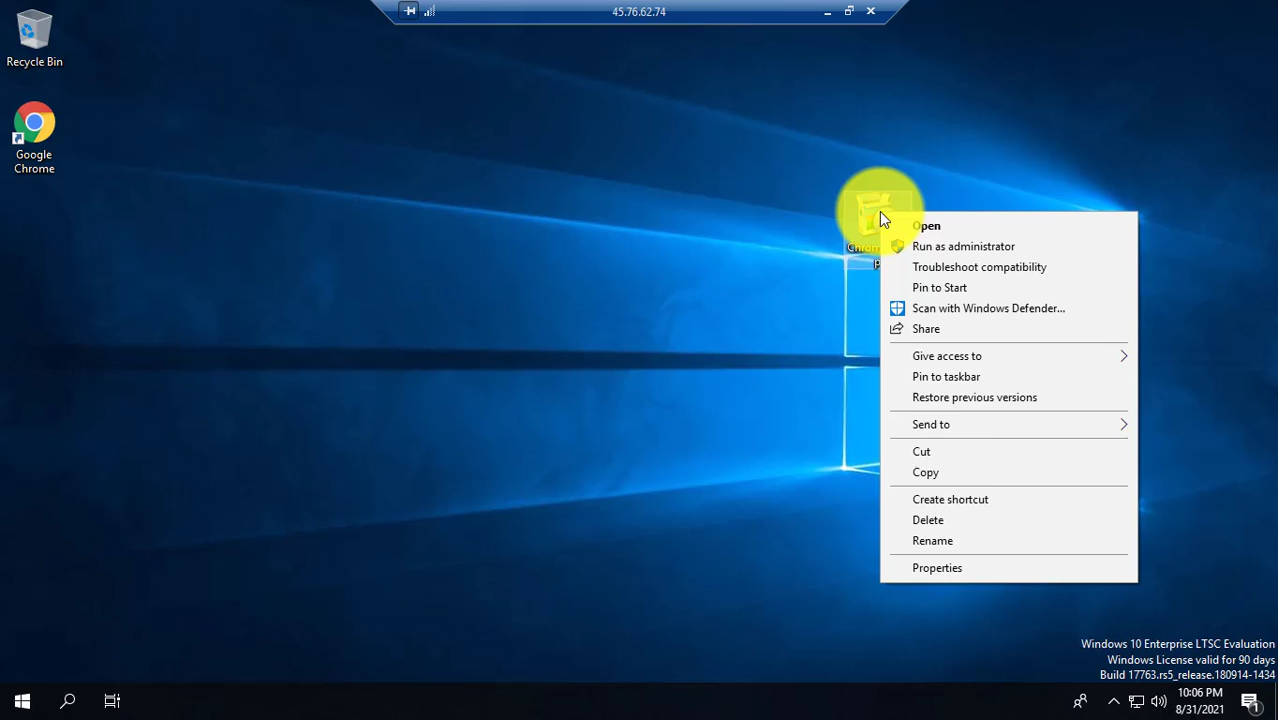 45.76.62.74
Recycle Bin
Google
Chrome
Open
Run as administrator
Troubleshoot compatibility
Pin to Start
Scan with Windows Defender...
Share
Give access to
Pin to taskbar
Restore previous versions
Send to
Cut
Copy
Create shortcut
Delete
Rename
Properties
Windows 10 Enterprise LTSC Evaluation
Windows License valid for 90 days
Build 17763.rs5_release.180914-1434
10:06 PM
8/31/2021
1